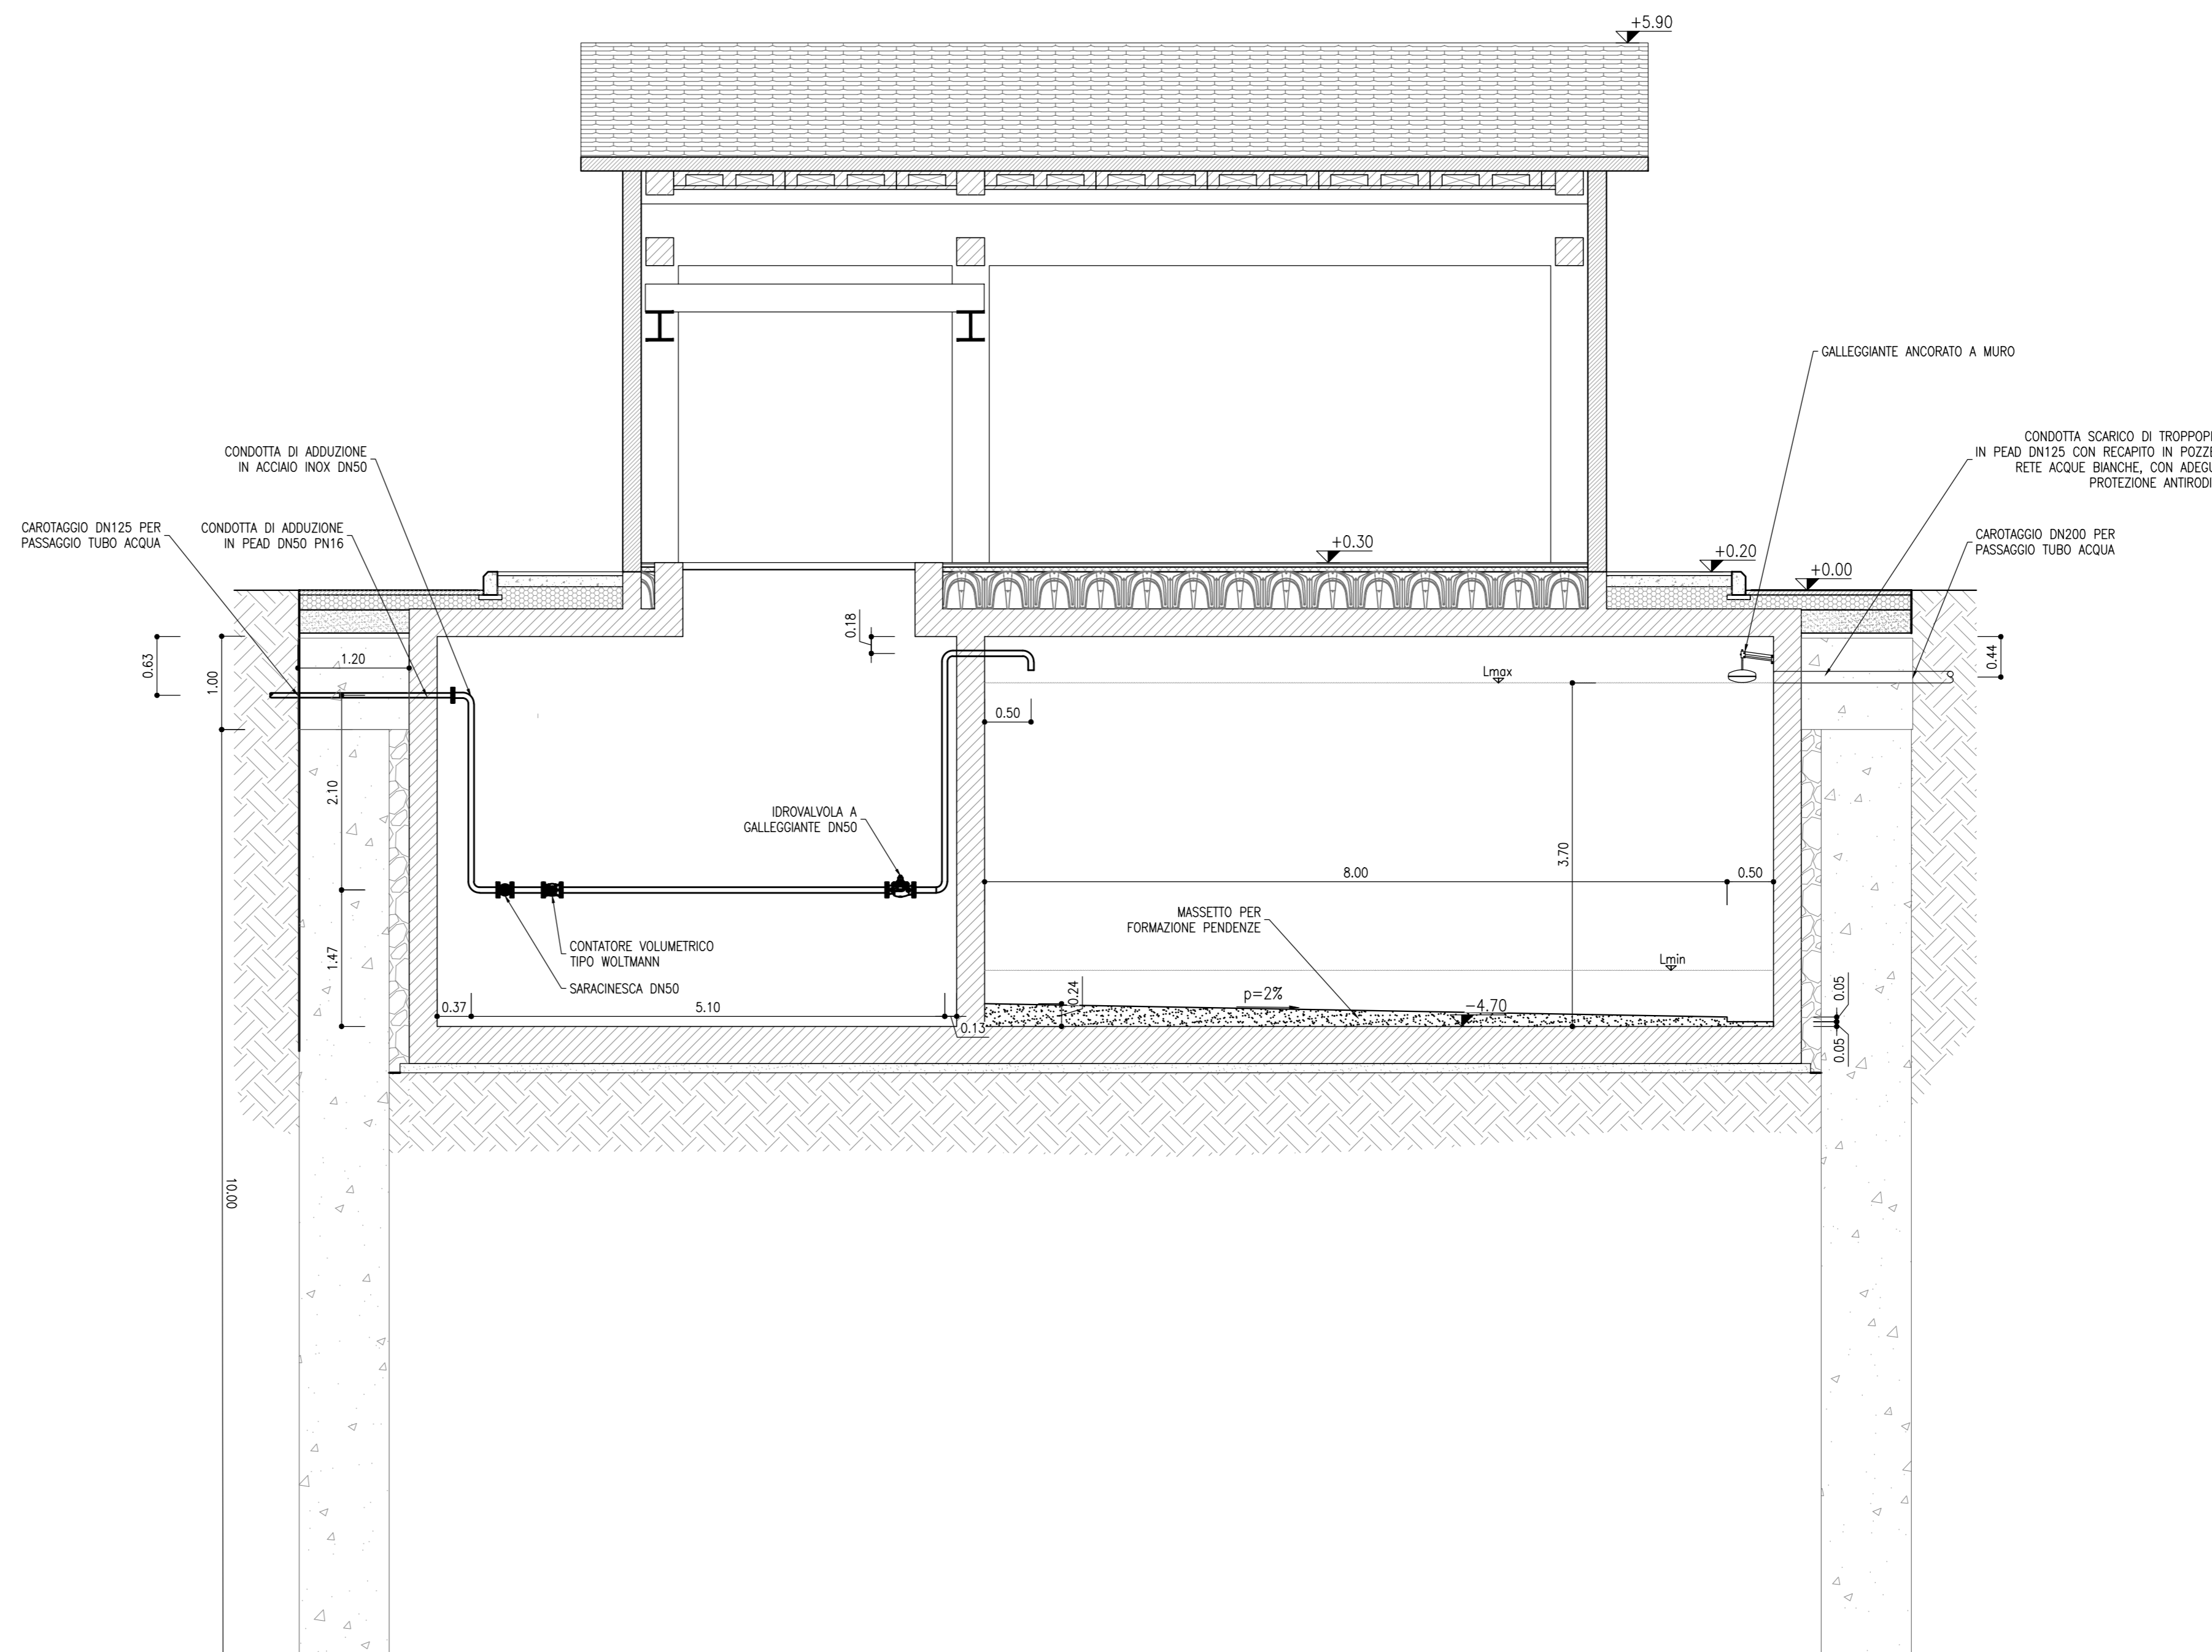 +5.90
GALLEGGIANTE ANCORATO A MURO
CONDOTTA DI ADDUZIONE
IN ACCIAIO INOX DN50
CONDOTTA SCARICO DI TROPPOPI
IN PEAD DN125 CON RECAPITO IN POZZE
RETE ACQUE BIANCHE, CON ADEGU
PROTEZIONE ANTIRODI
CAROTAGGIO DN125 PER
PASSAGGIO TUBO ACQUA
CONDOTTA DI ADDUZIONE
IN PEAD DN50 PN16
CAROTAGGIO DN200 PER
PASSAGGIO TUBO ACQUA
+0.30
+0.20
+0.00
0.63
1.00
1.20
0.18
0.44
Lmax
0.50
2.10
IDROVALVOLA A
GALLEGGIANTE DN50
3.70
8.00
0.50
MASSETTO PER
FORMAZIONE PENDENZE
CONTATORE VOLUMETRICO
TIPO WOLTMANN
SARACINESCA DN50
1.47
Lmin
0.37
5.10
0.13
0.24
p=2%
-4.70
0.05
0.05
10.00